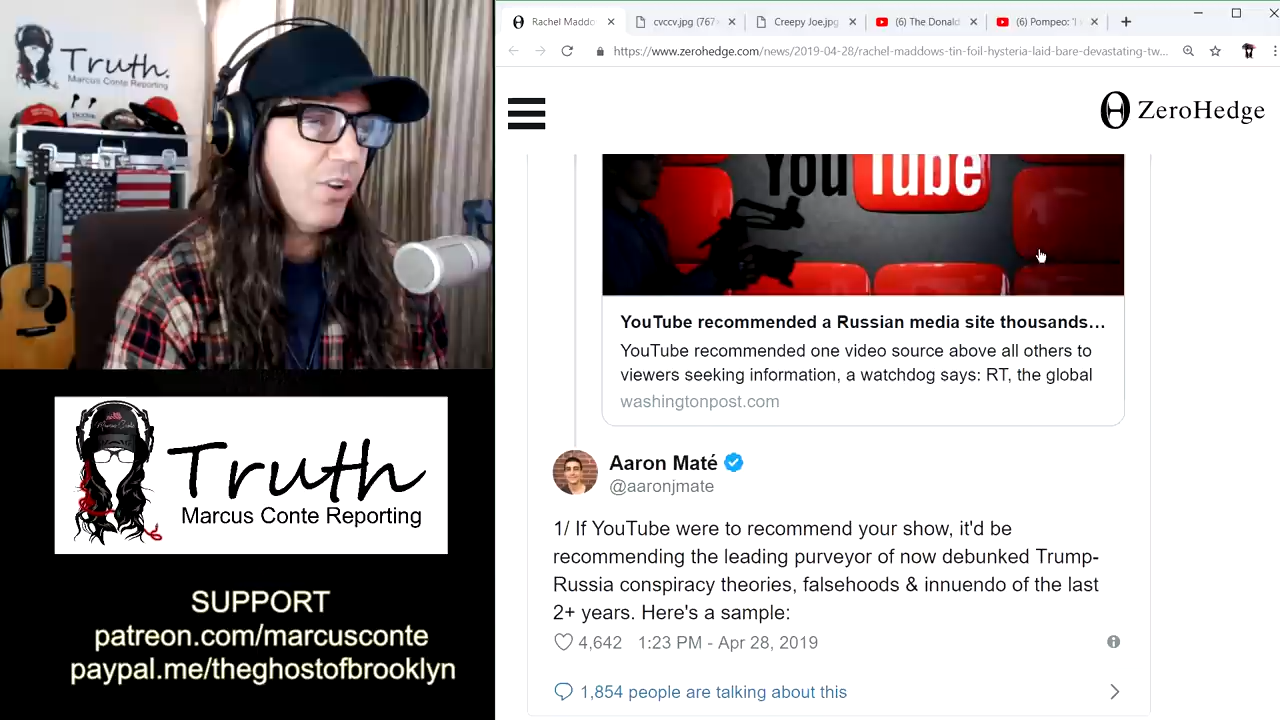 Truth.
Marcus Conte Reporting
Truth
Marcus Conte Reporting
SUPPORT
patreon.com/marcusconte
paypal.me/theghostofbrooklyn
Rachel Maddo
cvccv.jpg (767×
Creepy Joe.jpg
(6) The Donald
(6) Pompeo: 'I
https://www.zerohedge.com/news/2019-04-28/rachel-maddows-tin-foil-hysteria-laid-bare-devastating-tw...
ZeroHedge
YouTube
YouTube recommended a Russian media site thousands...
YouTube recommended one video source above all others to
viewers seeking information, a watchdog says: RT, the global
washingtonpost.com
Aaron Maté
@aaronjmate
1/ If YouTube were to recommend your show, it'd be
recommending the leading purveyor of now debunked Trump-
Russia conspiracy theories, falsehoods & innuendo of the last
2+ years. Here's a sample:
4,642 1:23 PM - Apr 28, 2019
1,854 people are talking about this